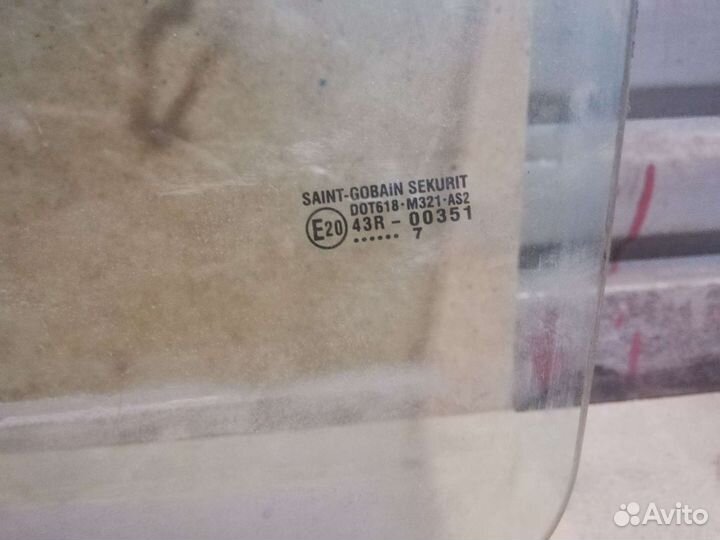 SAINT-GOBAIN SEKURIT
DOT618·M321·AS2
E20 43R – 00351
...... 7
Avito